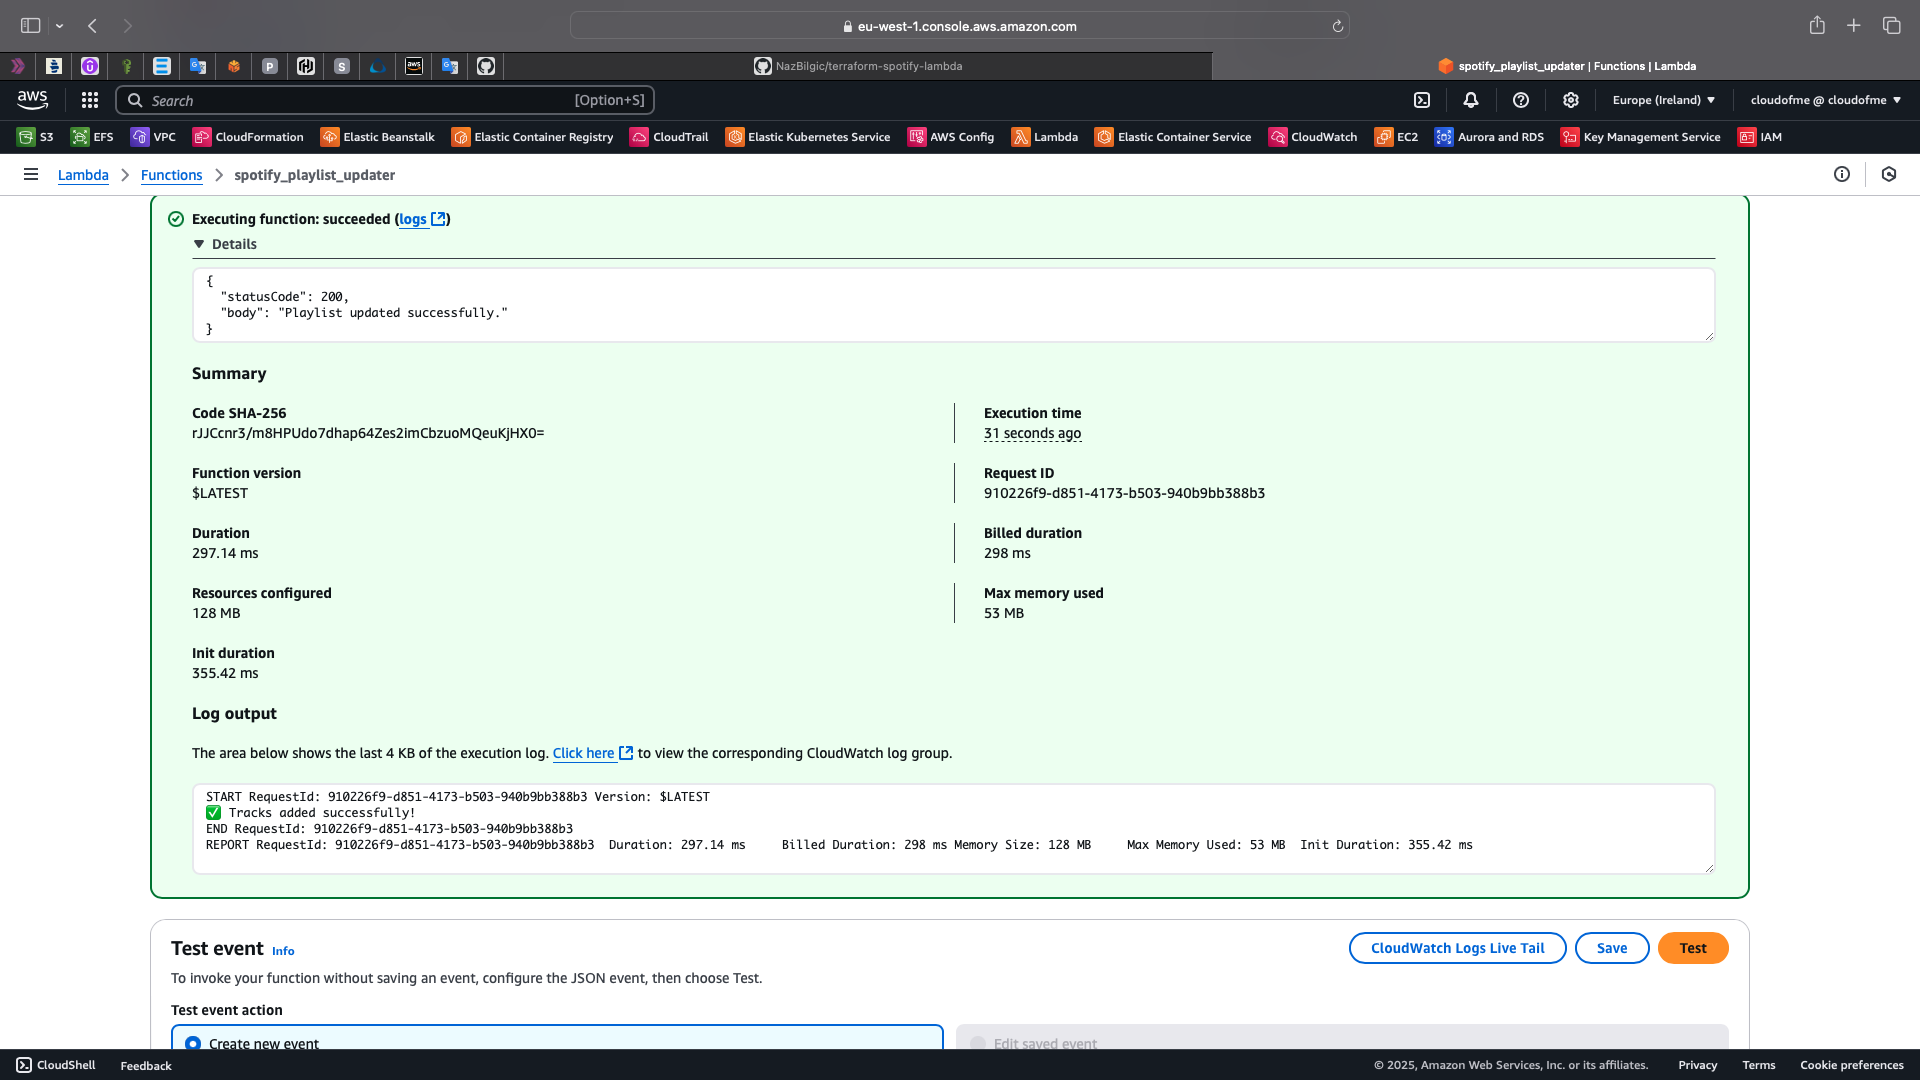 eu-west-1.console.aws.amazon.com
NazBilgic/terraform-spotify-lambda
spotify_playlist_updater | Functions | Lambda
aws
Search
[Option+S]
Europe (Ireland)
cloudofme @ cloudofme
S3
EFS
VPC
CloudFormation
Elastic Beanstalk
Elastic Container Registry
CloudTrail
Elastic Kubernetes Service
AWS Config
Lambda
Elastic Container Service
CloudWatch
EC2
Aurora and RDS
Key Management Service
IAM
Lambda
Functions
spotify_playlist_updater
Executing function: succeeded (logs)
Details
{
"statusCode": 200,
"body": "Playlist updated successfully."
}
Summary
Code SHA-256
rJJCcnr3/m8HPUdo7dhap64Zes2imCbzuoMQeuKjHX0=
Execution time
31 seconds ago
Function version
$LATEST
Request ID
910226f9-d851-4173-b503-940b9bb388b3
Duration
297.14 ms
Billed duration
298 ms
Resources configured
128 MB
Max memory used
53 MB
Init duration
355.42 ms
Log output
The area below shows the last 4 KB of the execution log. Click here to view the corresponding CloudWatch log group.
START RequestId: 910226f9-d851-4173-b503-940b9bb388b3 Version: $LATEST
✅ Tracks added successfully!
END RequestId: 910226f9-d851-4173-b503-940b9bb388b3
REPORT RequestId: 910226f9-d851-4173-b503-940b9bb388b3 Duration: 297.14 ms Billed Duration: 298 ms Memory Size: 128 MB Max Memory Used: 53 MB Init Duration: 355.42 ms
Test event Info
CloudWatch Logs Live Tail
Save
Test
To invoke your function without saving an event, configure the JSON event, then choose Test.
Test event action
Create new event
Edit saved event
CloudShell
Feedback
© 2025, Amazon Web Services, Inc. or its affiliates.
Privacy
Terms
Cookie preferences